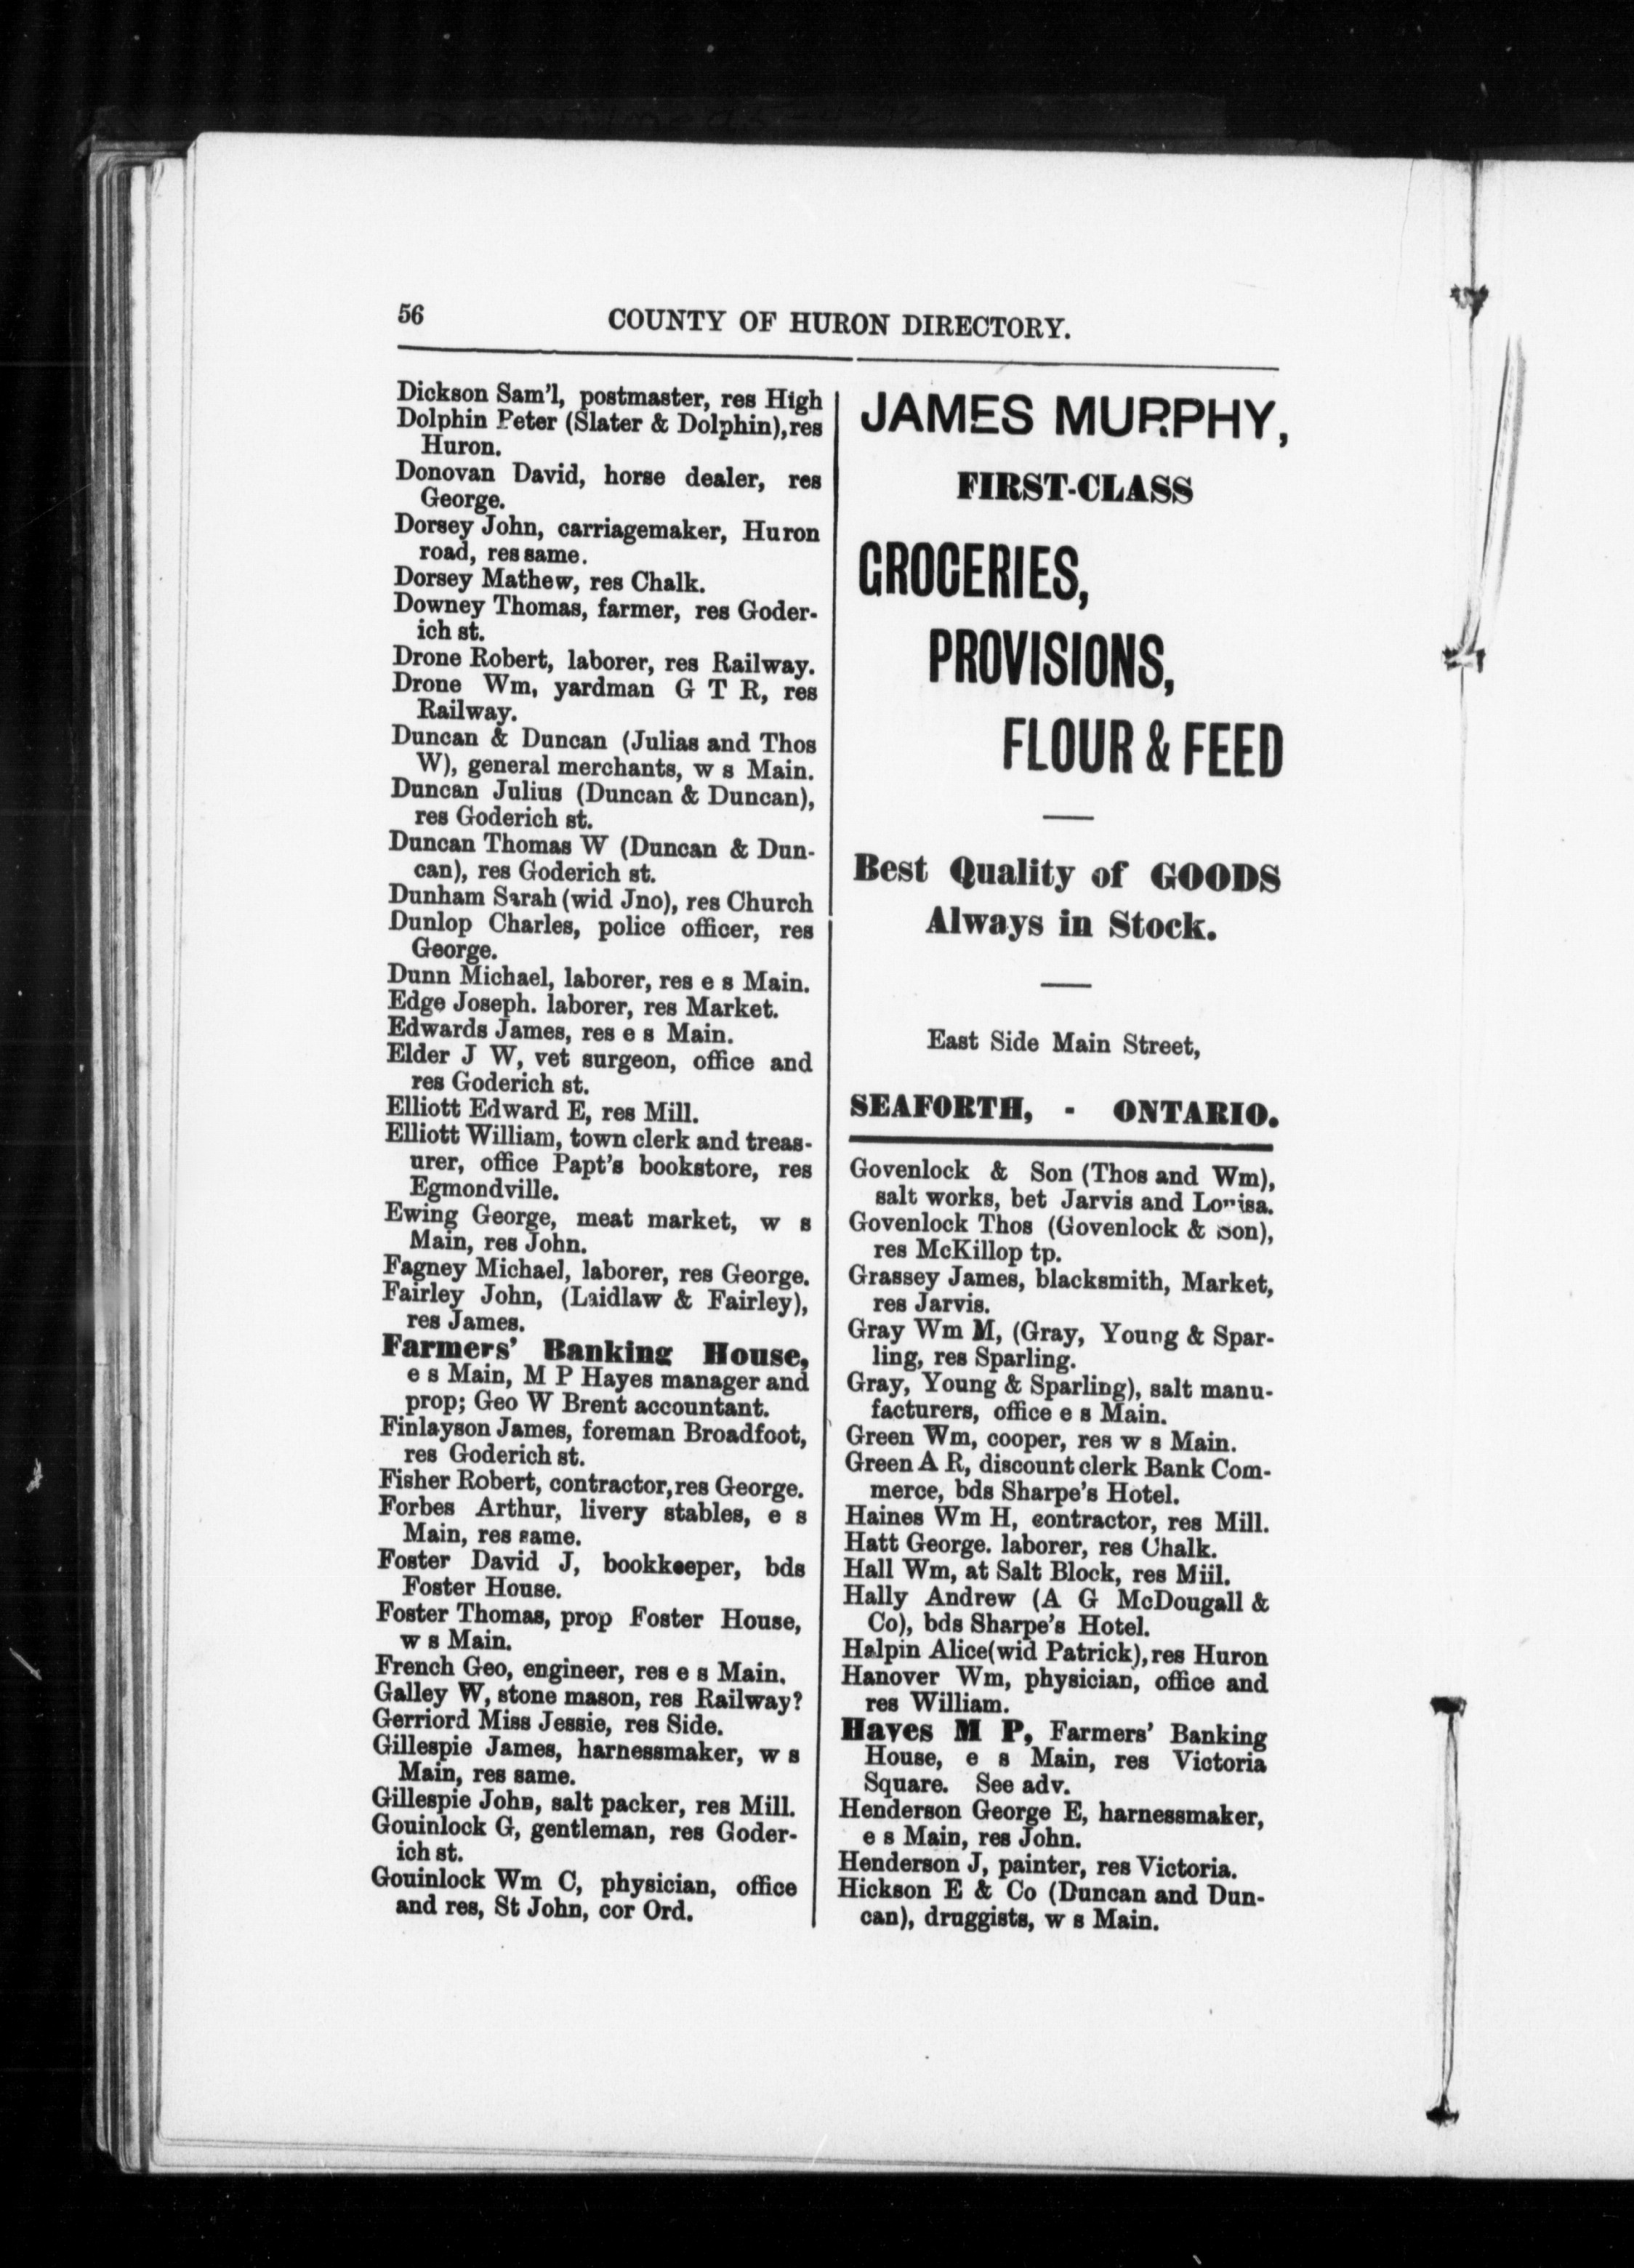 56
COUNTY OF HURON DIRECTORY.
Dickson Sam'l, postmaster, res High
Dolphin Peter (Slater & Dolphin),res
Huron.
Donovan David, horse dealer, res
George.
Dorsey John, carriagemaker, Huron
road, res same.
Dorsey Mathew, res Chalk.
Downey Thomas, farmer, res Goder-
ich st.
Drone Robert, laborer, res Railway.
Drone Wm, yardman G T R, res
Railway.
Duncan & Duncan (Julias and Thos
W), general merchants, w s Main.
Duncan Julius (Duncan & Duncan),
res Goderich st.
Duncan Thomas W (Duncan & Dun-
can), res Goderich st.
Dunham Sarah (wid Jno), res Church
Dunlop Charles, police officer, res
George.
Dunn Michael, laborer, res e s Main.
Edge Joseph. laborer, res Market.
Edwards James, res e s Main.
Elder J W, vet surgeon, office and
res Goderich st.
Elliott Edward E, res Mill.
Elliott William, town clerk and treas-
urer, office Papt's bookstore, res
Egmondville.
Ewing George, meat market, w s
Main, res John.
Fagney Michael, laborer, res George.
Fairley John, (Laidlaw & Fairley),
res James.
Farmers' Banking House,
e s Main, M P Hayes manager and
prop; Geo W Brent accountant.
Finlayson James, foreman Broadfoot,
res Goderich st.
Fisher Robert, contractor,res George.
Forbes Arthur, livery stables, e s
Main, res same.
Foster David J, bookkeeper, bds
Foster House.
Foster Thomas, prop Foster House,
w s Main.
French Geo, engineer, res e s Main.
Galley W, stone mason, res Railway?
Gerriord Miss Jessie, res Side.
Gillespie James, harnessmaker, w s
Main, res same.
Gillespie John, salt packer, res Mill.
Gouinlock G, gentleman, res Goder-
ich st.
Gouinlock Wm C, physician, office
and res, St John, cor Ord.
JAMES MURPHY,
FIRST-CLASS
GROCERIES,
PROVISIONS,
FLOUR & FEED
Best Quality of GOODS
Always in Stock.
East Side Main Street,
SEAFORTH, - ONTARIO.
Govenlock & Son (Thos and Wm),
salt works, bet Jarvis and Louisa.
Govenlock Thos (Govenlock & Son),
res McKillop tp.
Grassey James, blacksmith, Market,
res Jarvis.
Gray Wm M, (Gray, Young & Spar-
ling, res Sparling.
Gray, Young & Sparling), salt manu-
facturers, office e s Main.
Green Wm, cooper, res w s Main.
Green A R, discount clerk Bank Com-
merce, bds Sharpe's Hotel.
Haines Wm H, contractor, res Mill.
Hatt George. laborer, res Chalk.
Hall Wm, at Salt Block, res Miil.
Hally Andrew (A G McDougall &
Co), bds Sharpe's Hotel.
Halpin Alice(wid Patrick),res Huron
Hanover Wm, physician, office and
res William.
Hayes M P, Farmers' Banking
House, e s Main, res Victoria
Square. See adv.
Henderson George E, harnessmaker,
e s Main, res John.
Henderson J, painter, res Victoria.
Hickson E & Co (Duncan and Dun-
can), druggists, w s Main.